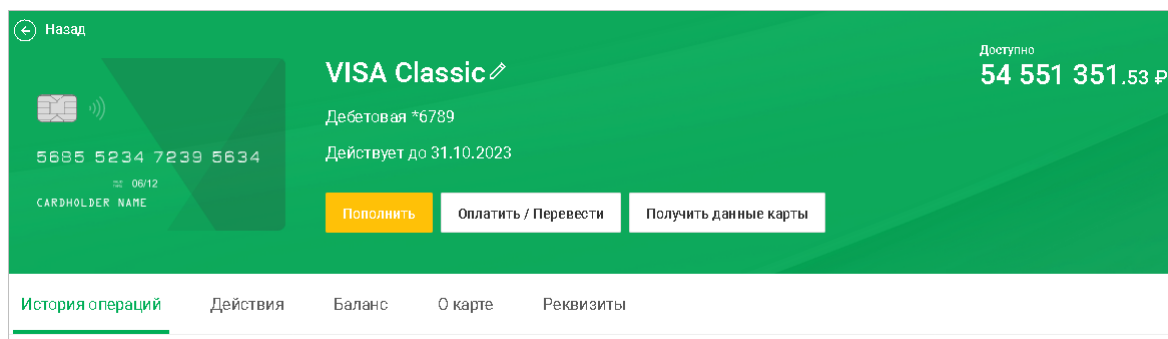 Назад
VISA Classic
Дебетовая *6789
Действует до 31.10.2023
Доступно
54 551 351.53 ₽
5685 5234 7239 5634
06/12
CARDHOLDER NAME
Пополнить
Оплатить / Перевести
Получить данные карты
История операций
Действия
Баланс
О карте
Реквизиты